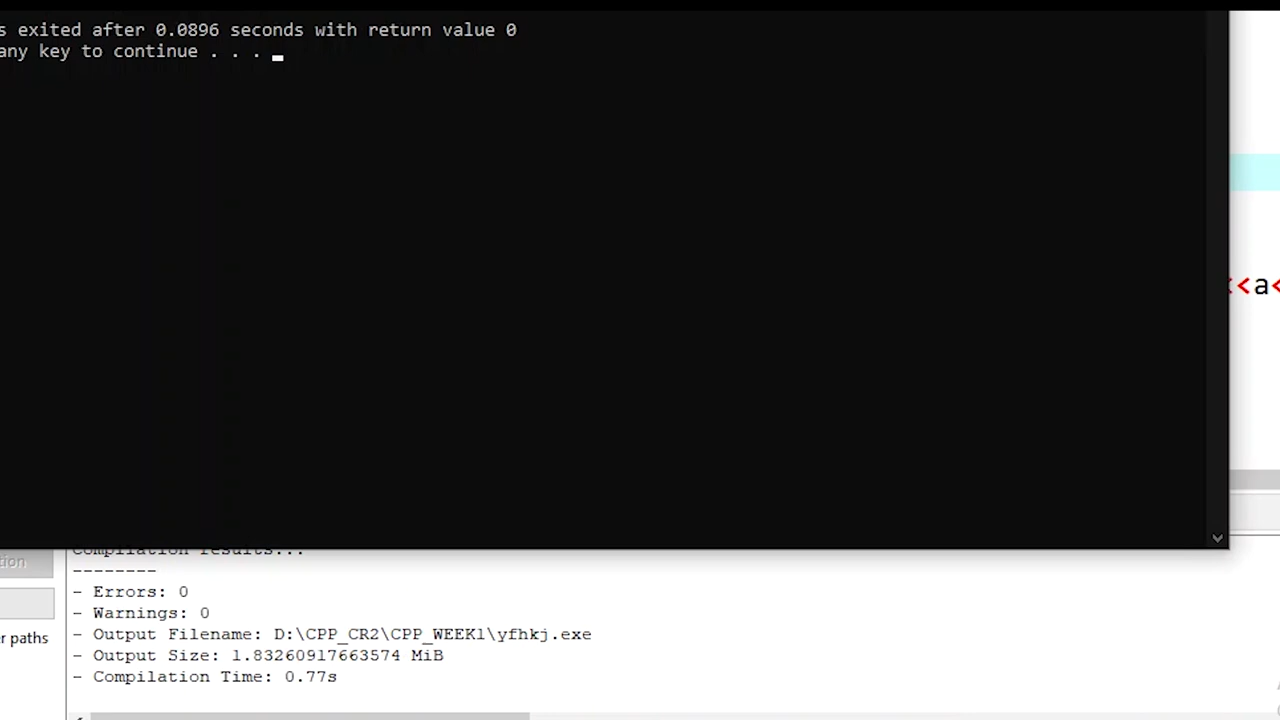 s exited after 0.0896 seconds with return value 0
any key to continue . . .
<<a<
Compilation results...
--------
- Errors: 0
- Warnings: 0
- Output Filename: D:\CPP_CR2\CPP_WEEK1\yfhkj.exe
- Output Size: 1.83260917663574 MiB
- Compilation Time: 0.77s
tion
r paths